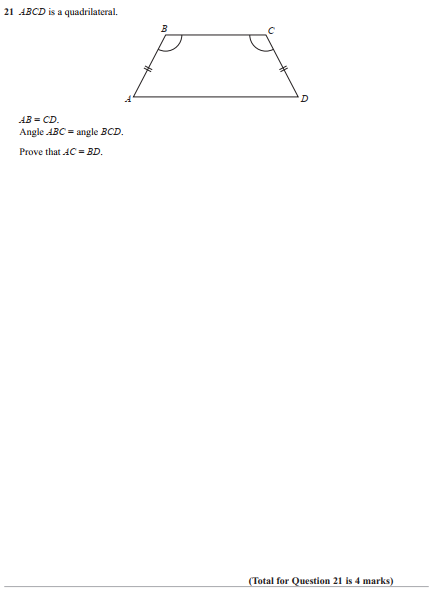 21 ABCD is a quadrilateral.
B
C
A
D
AB = CD.
Angle ABC = angle BCD.
Prove that AC = BD.
(Total for Question 21 is 4 marks)